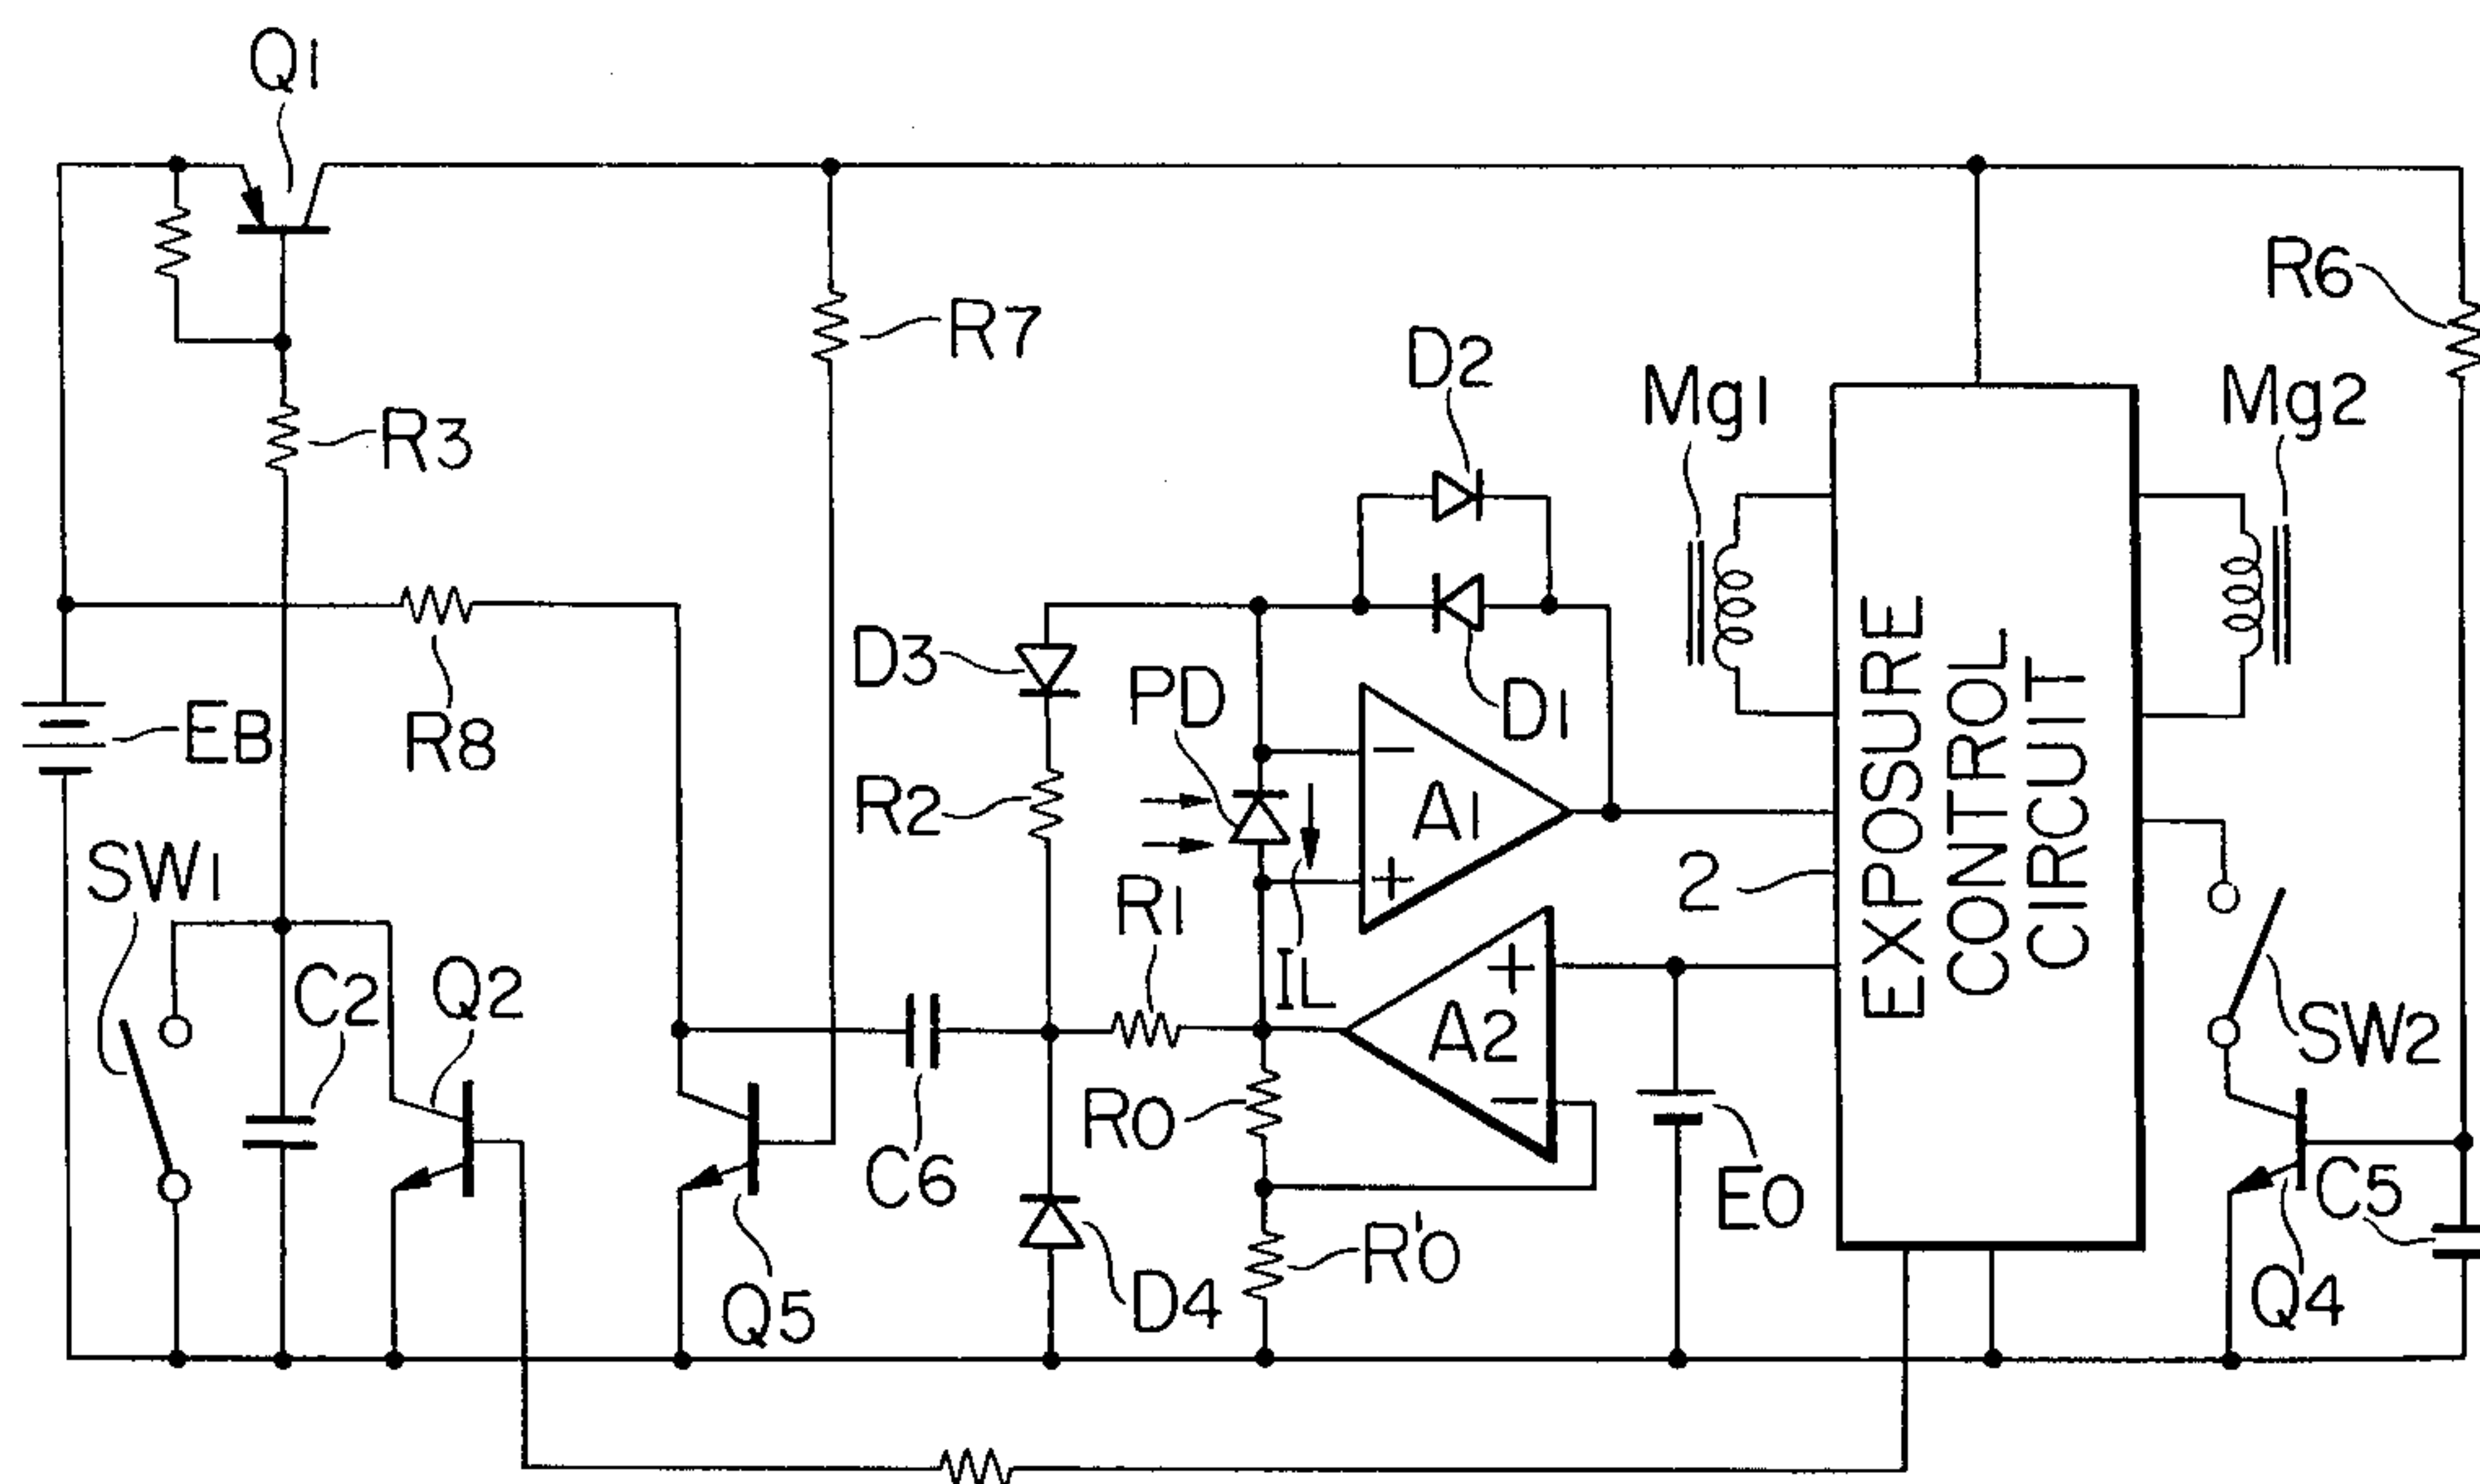 Q1
R7
R6
D2
Mg1
Mg2
R3
D3
PD
D1
EB
R8
R2
−
A1
+
SW1
R1
2
EXPOSURE
CONTROL
CIRCUIT
C2
Q2
IL
+
A2
−
SW2
R0
C6
E0
C5
R'0
Q5
D4
Q4